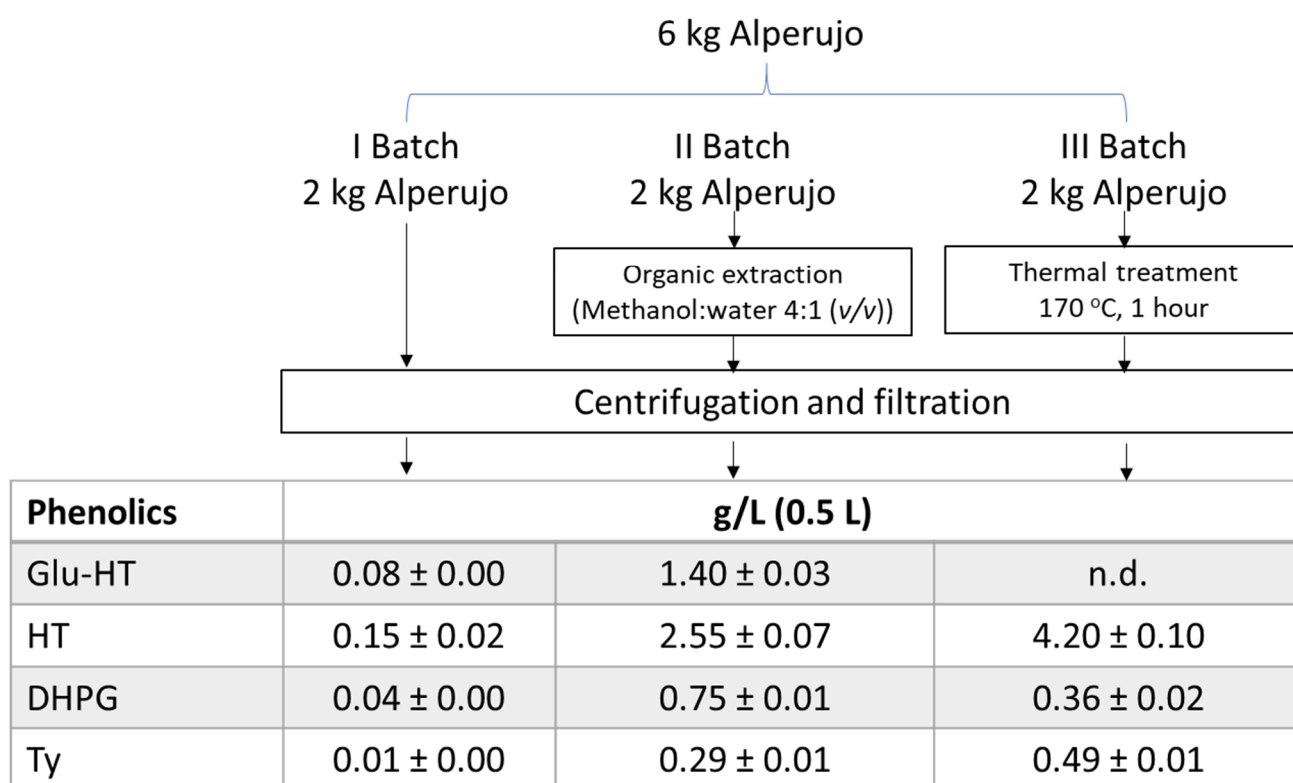 6 kg Alperujo
I Batch
2 kg Alperujo
II Batch
2 kg Alperujo
III Batch
2 kg Alperujo
Organic extraction
(Methanol:water 4:1 (v/v))
Thermal treatment
170 ºC, 1 hour
Centrifugation and filtration
Phenolics g/L (0.5 L)
Glu-HT 0.08 ± 0.00 1.40 ± 0.03 n.d.
HT 0.15 ± 0.02 2.55 ± 0.07 4.20 ± 0.10
DHPG 0.04 ± 0.00 0.75 ± 0.01 0.36 ± 0.02
Ty 0.01 ± 0.00 0.29 ± 0.01 0.49 ± 0.01